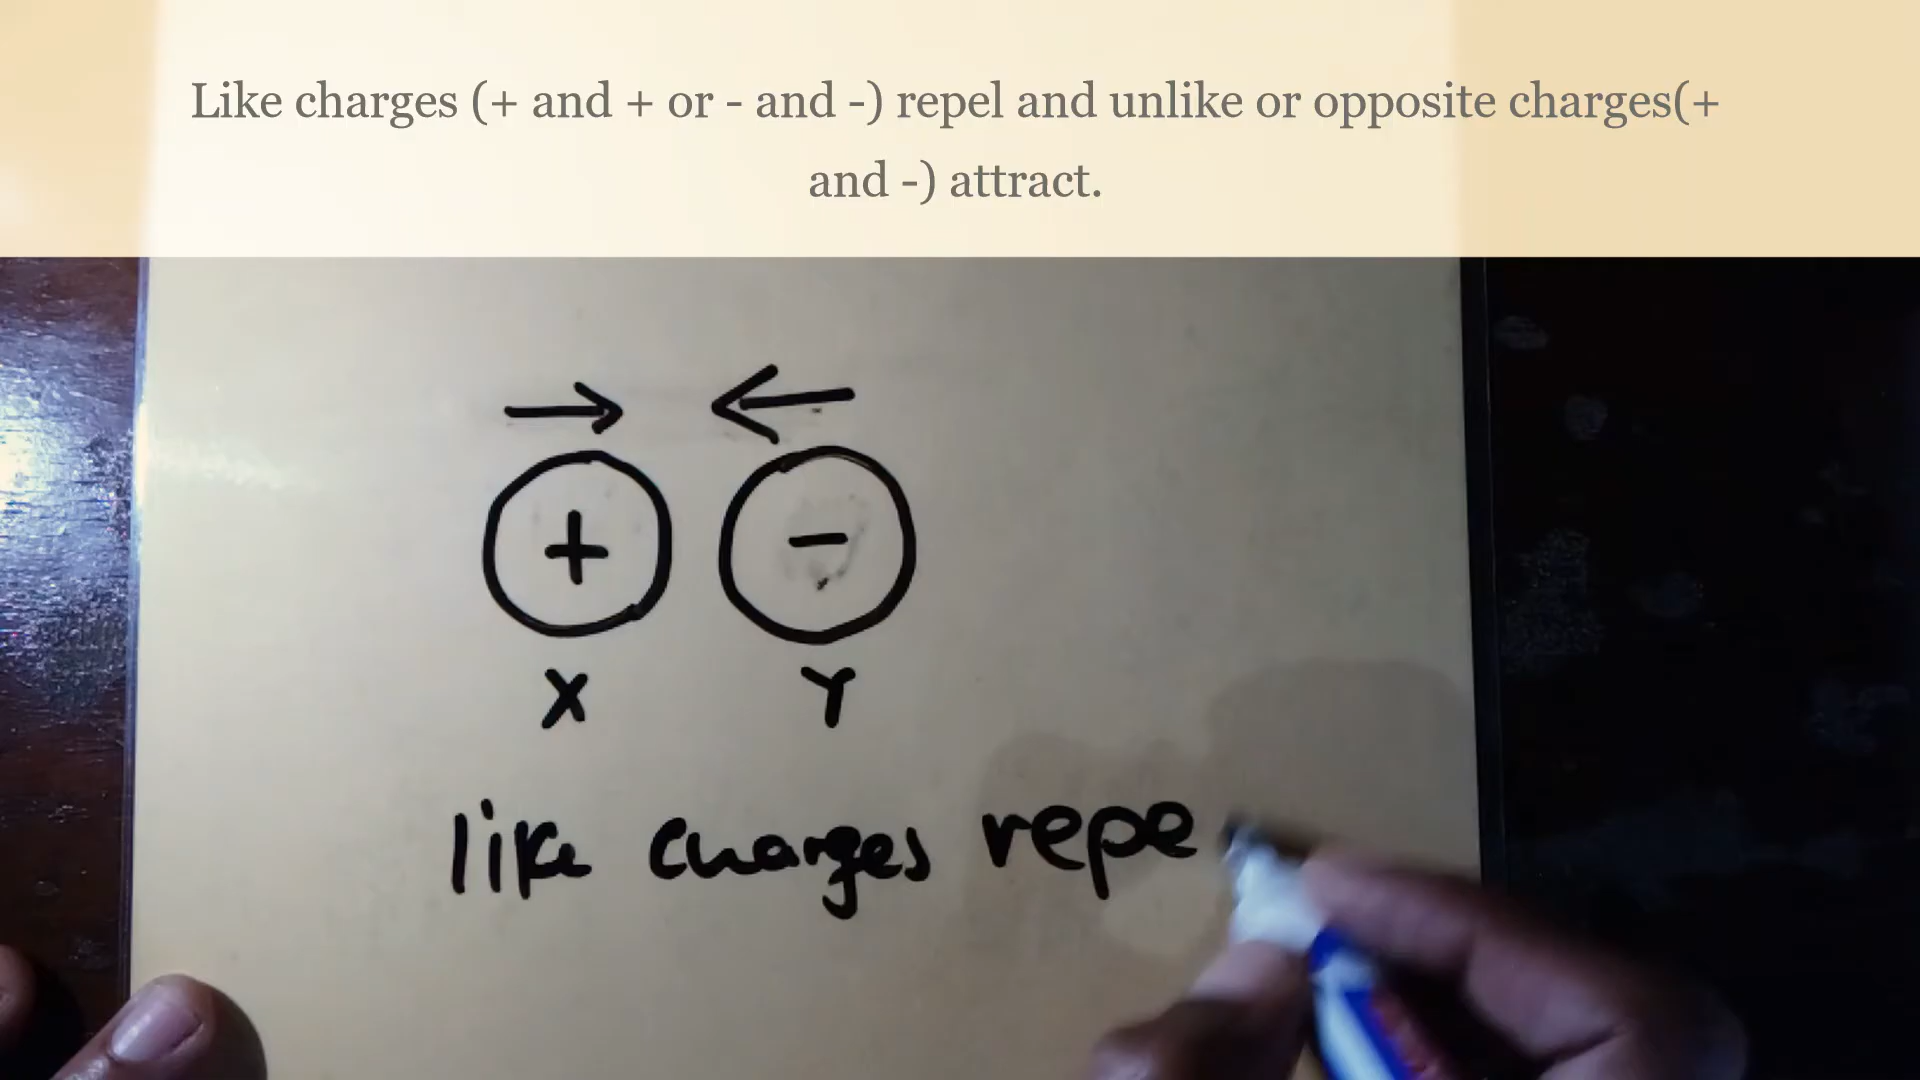 Like charges (+ and + or - and -) repel and unlike or opposite charges(+
and -) attract.
+ -
X Y
like charges repe